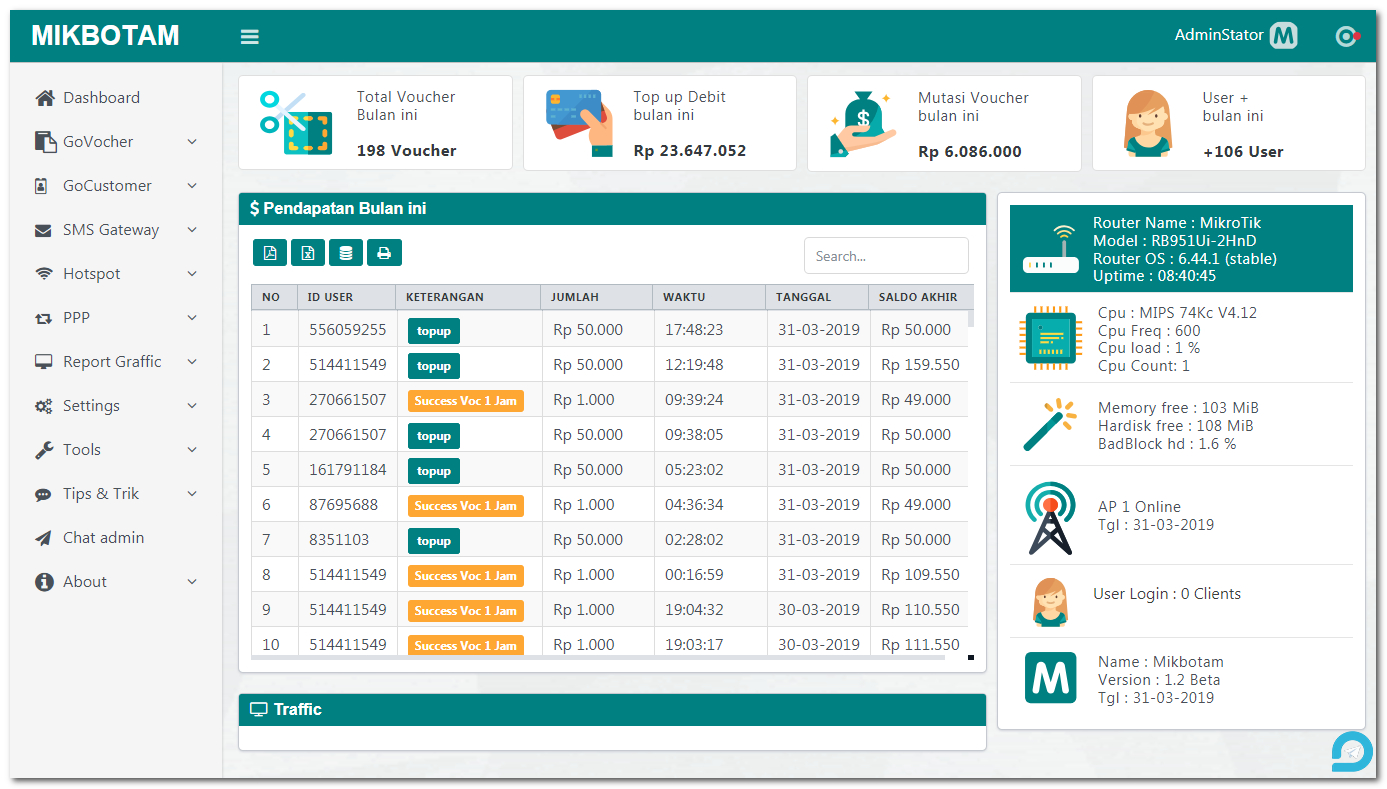 MIKBOTAM
AdminStator M
Dashboard
GoVocher
GoCustomer
SMS Gateway
Hotspot
PPP
Report Graffic
Settings
Tools
Tips & Trik
Chat admin
About
Total Voucher
Bulan ini
198 Voucher
Top up Debit
bulan ini
Rp 23.647.052
$
Mutasi Voucher
bulan ini
Rp 6.086.000
User +
bulan ini
+106 User
$ Pendapatan Bulan ini
Search...
NO ID USER KETERANGAN JUMLAH WAKTU TANGGAL SALDO AKHIR
1 556059255 topup Rp 50.000 17:48:23 31-03-2019 Rp 50.000
2 514411549 topup Rp 50.000 12:19:48 31-03-2019 Rp 159.550
3 270661507 Success Voc 1 Jam Rp 1.000 09:39:24 31-03-2019 Rp 49.000
4 270661507 topup Rp 50.000 09:38:05 31-03-2019 Rp 50.000
5 161791184 topup Rp 50.000 05:23:02 31-03-2019 Rp 50.000
6 87695688 Success Voc 1 Jam Rp 1.000 04:36:34 31-03-2019 Rp 49.000
7 8351103 topup Rp 50.000 02:28:02 31-03-2019 Rp 50.000
8 514411549 Success Voc 1 Jam Rp 1.000 00:16:59 31-03-2019 Rp 109.550
9 514411549 Success Voc 1 Jam Rp 1.000 19:04:32 30-03-2019 Rp 110.550
10 514411549 Success Voc 1 Jam Rp 1.000 19:03:17 30-03-2019 Rp 111.550
Traffic
Router Name : MikroTik
Model : RB951Ui-2HnD
Router OS : 6.44.1 (stable)
Uptime : 08:40:45
Cpu : MIPS 74Kc V4.12
Cpu Freq : 600
Cpu load : 1 %
Cpu Count: 1
Memory free : 103 MiB
Hardisk free : 108 MiB
BadBlock hd : 1.6 %
AP 1 Online
Tgl : 31-03-2019
User Login : 0 Clients
M
Name : Mikbotam
Version : 1.2 Beta
Tgl : 31-03-2019